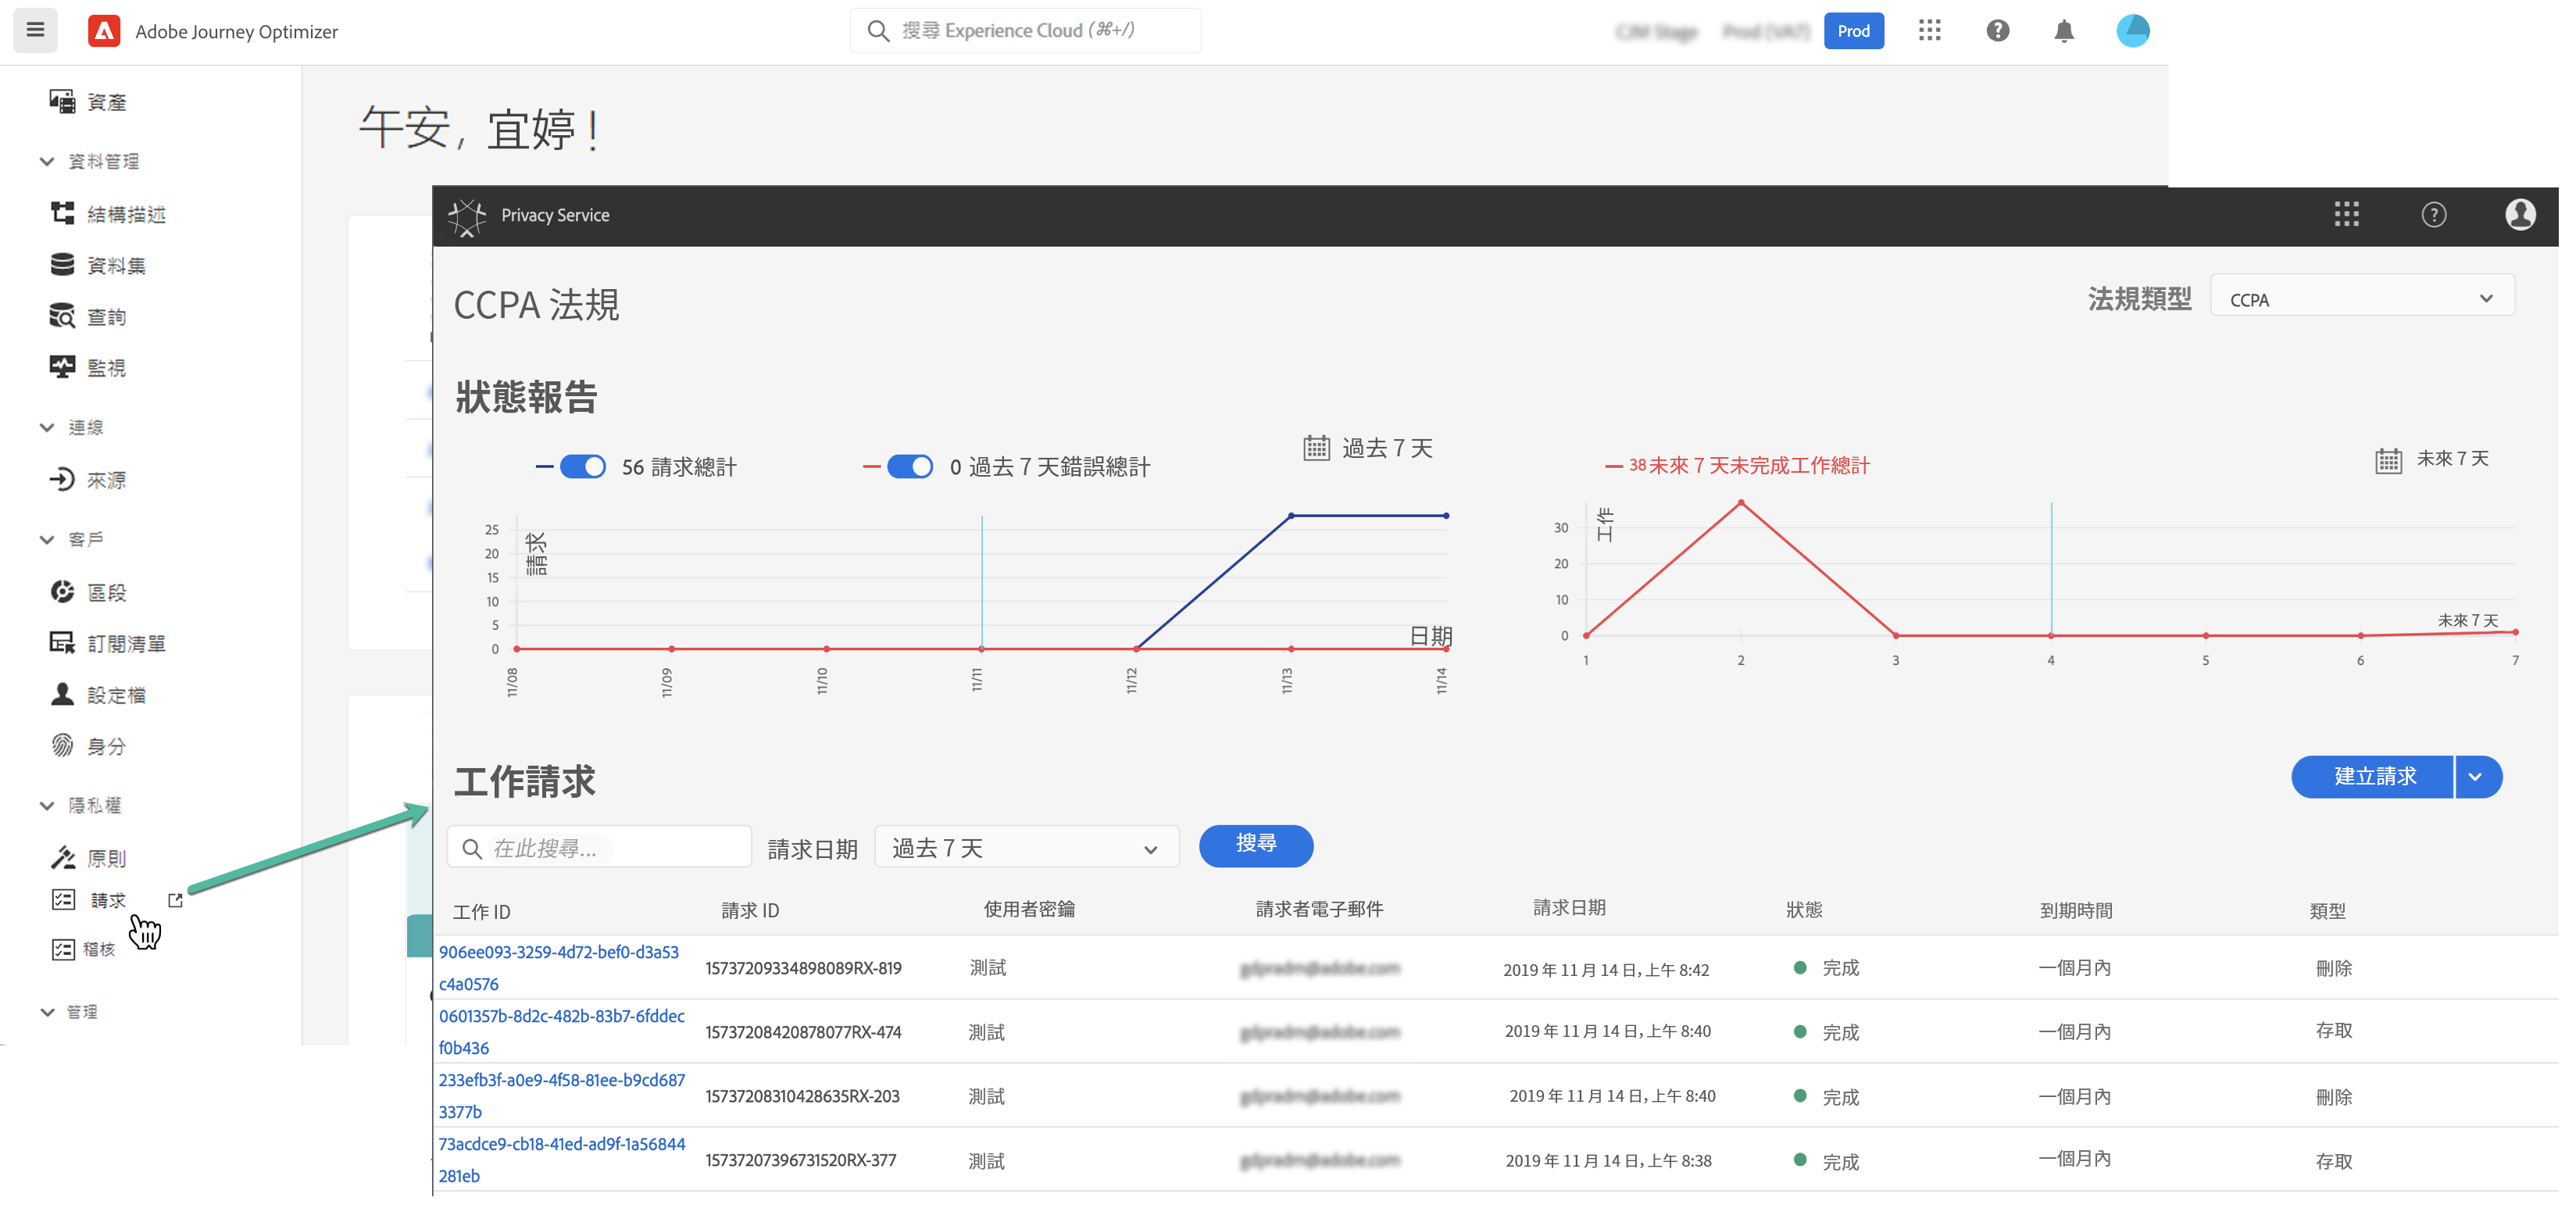 Adobe Journey Optimizer
搜尋 Experience Cloud (⌘+/)
Prod
資產
資料管理
結構描述
資料集
查詢
監視
連線
來源
客戶
區段
訂閱清單
設定檔
身分
隱私權
原則
請求
稽核
管理
午安, 宜婷!
Privacy Service
CCPA 法規
法規類型
CCPA
狀態報告
56 請求總計
0 過去 7 天錯誤總計
過去 7 天
25
20
15
10
5
0
請求
日期
11/08
11/09
11/10
11/11
11/12
11/13
11/14
38未來 7 天未完成工作總計
未來 7 天
30
20
10
0
工作
未來 7 天
1
2
3
4
5
6
7
工作請求
建立請求
在此搜尋...
請求日期
過去 7 天
搜尋
工作 ID 請求 ID 使用者密鑰 請求者電子郵件 請求日期 狀態 到期時間 類型
906ee093-3259-4d72-bef0-d3a53
c4a0576
15737209334898089RX-819 測試 2019 年 11 月 14 日, 上午 8:42 完成 一個月內 刪除
0601357b-8d2c-482b-83b7-6fddec
f0b436
15737208420878077RX-474 測試 2019 年 11 月 14 日, 上午 8:40 完成 一個月內 存取
233efb3f-a0e9-4f58-81ee-b9cd687
3377b
15737208310428635RX-203 測試 2019 年 11 月 14 日, 上午 8:40 完成 一個月內 刪除
73acdce9-cb18-41ed-ad9f-1a56844
281eb
15737207396731520RX-377 測試 2019 年 11 月 14 日, 上午 8:38 完成 一個月內 存取